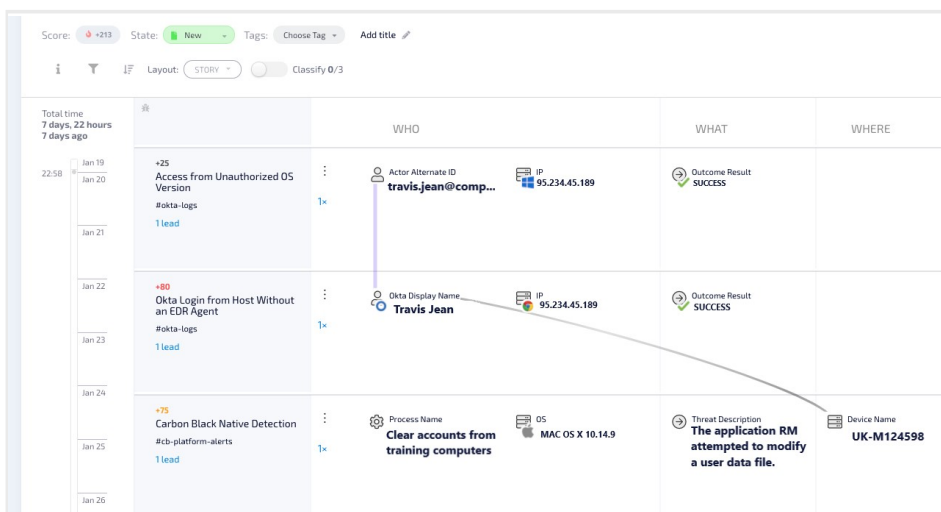 Score: +213 State: New Tags: Choose Tag Add title
i Layout: STORY Classify 0/3
Total time
7 days, 22 hours
7 days ago
WHO WHAT WHERE
22:58
Jan 19
Jan 20
Jan 21
Jan 22
Jan 23
Jan 24
Jan 25
Jan 26
+25
Access from Unauthorized OS
Version
#okta-logs
1 lead
1×
Actor Alternate ID
travis.jean@comp...
IP
95.234.45.189
Outcome Result
SUCCESS
+80
Okta Login from Host Without
an EDR Agent
#okta-logs
1 lead
1×
Okta Display Name
Travis Jean
IP
95.234.45.189
Outcome Result
SUCCESS
+75
Carbon Black Native Detection
#cb-platform-alerts
1 lead
1×
Process Name
Clear accounts from
training computers
OS
MAC OS X 10.14.9
Threat Description
The application RM
attempted to modify
a user data file.
Device Name
UK-M124598